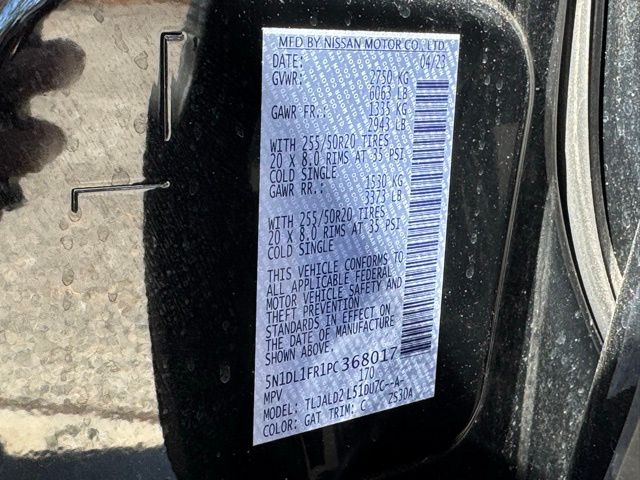 MFD BY NISSAN MOTOR CO., LTD.
DATE: 04/23
GVWR: 2750 KG
6063 LB
GAWR FR.: 1335 KG
2943 LB
WITH 255/50R20 TIRES
20 X 8.0 RIMS AT 35 PSI
COLD SINGLE
GAWR RR.: 1530 KG
3373 LB
WITH 255/50R20 TIRES
20 X 8.0 RIMS AT 35 PSI
COLD SINGLE
THIS VEHICLE CONFORMS TO
ALL APPLICABLE FEDERAL
MOTOR VEHICLE SAFETY AND
THEFT PREVENTION
STANDARDS IN EFFECT ON
THE DATE OF MANUFACTURE
SHOWN ABOVE.
5N1DL1FR1PC368017
MPV 170
MODEL: TLJALD2 L51DUZC--A-
COLOR: GAT TRIM: C 2530A